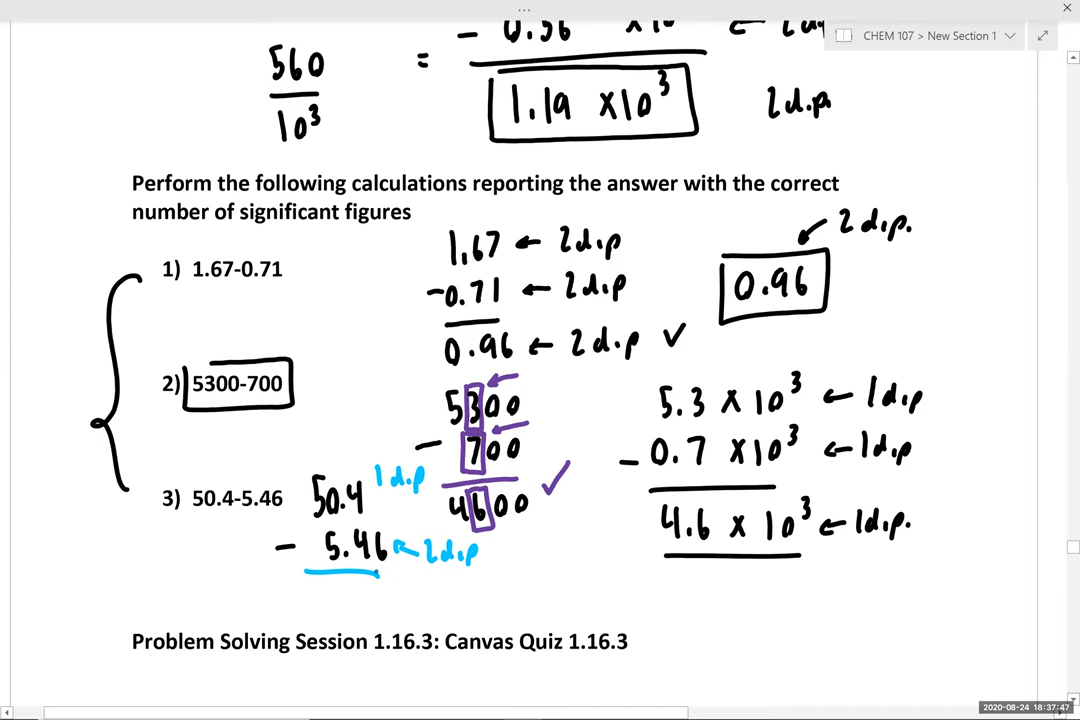 CHEM 107 > New Section 1
560
— =
10³
1.19 ×10³ 2 d.p.
Perform the following calculations reporting the answer with the correct
number of significant figures
1) 1.67-0.71
1.67 ← 2d.p
-0.71 ← 2d.p
0.96 ← 2d.p ✓
2 d.p.
0.96
2) 5300-700
5300
- 700
4600 ✓
5.3 × 10³ ← 1d.p
- 0.7 ×10³ ← 1d.p
4.6 × 10³ ← 1d.p.
3) 50.4-5.46
50.4 1d.p
- 5.46 ← 2d.p
Problem Solving Session 1.16.3: Canvas Quiz 1.16.3
2020-08-24 18:37:47